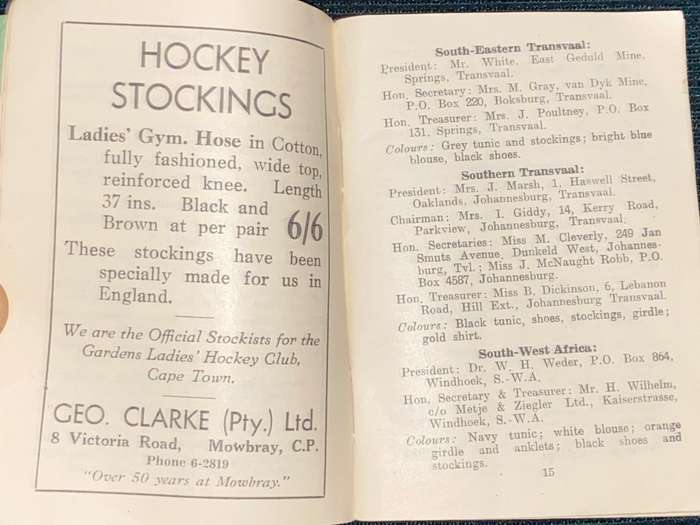 HOCKEY
STOCKINGS
Ladies' Gym. Hose in Cotton,
fully fashioned, wide top,
reinforced knee. Length
37 ins. Black and
Brown at per pair 6/6
These stockings have been
specially made for us in
England.
We are the Official Stockists for the
Gardens Ladies' Hockey Club,
Cape Town.
GEO. CLARKE (Pty.) Ltd.
8 Victoria Road, Mowbray, C.P.
Phone 6-2819
"Over 50 years at Mowbray."
South-Eastern Transvaal:
President: Mr. White, East Geduld Mine,
Springs, Transvaal.
Hon. Secretary: Mrs. M. Gray, van Dyk Mine,
P.O. Box 220, Boksburg, Transvaal.
Hon. Treasurer: Mrs. J. Poultney, P.O. Box
131, Springs, Transvaal.
Colours: Grey tunic and stockings; bright blue
blouse, black shoes.
Southern Transvaal:
President: Mrs. J. Marsh, 1, Haswell Street,
Oaklands, Johannesburg, Transvaal.
Chairman: Mrs. I. Giddy, 14, Kerry Road,
Parkview, Johannesburg, Transvaal.
Hon. Secretaries: Miss M. Cleverly, 249 Jan
Smuts Avenue, Dunkeld West, Johannes-
burg, Tvl.; Miss J. McNaught Robb, P.O.
Box 4587, Johannesburg.
Hon. Treasurer: Miss B. Dickinson, 6, Lebanon
Road, Hill Ext., Johannesburg Transvaal.
Colours: Black tunic, shoes, stockings, girdle;
gold shirt.
South-West Africa:
President: Dr. W. H. Weder, P.O. Box 864,
Windhoek, S.-W.A.
Hon. Secretary & Treasurer: Mr. H. Wilhelm,
c/o Metje & Ziegler Ltd., Kaiserstrasse,
Windhoek, S.-W.A.
Colours: Navy tunic; white blouse; orange
girdle and anklets; black shoes and
stockings.
15